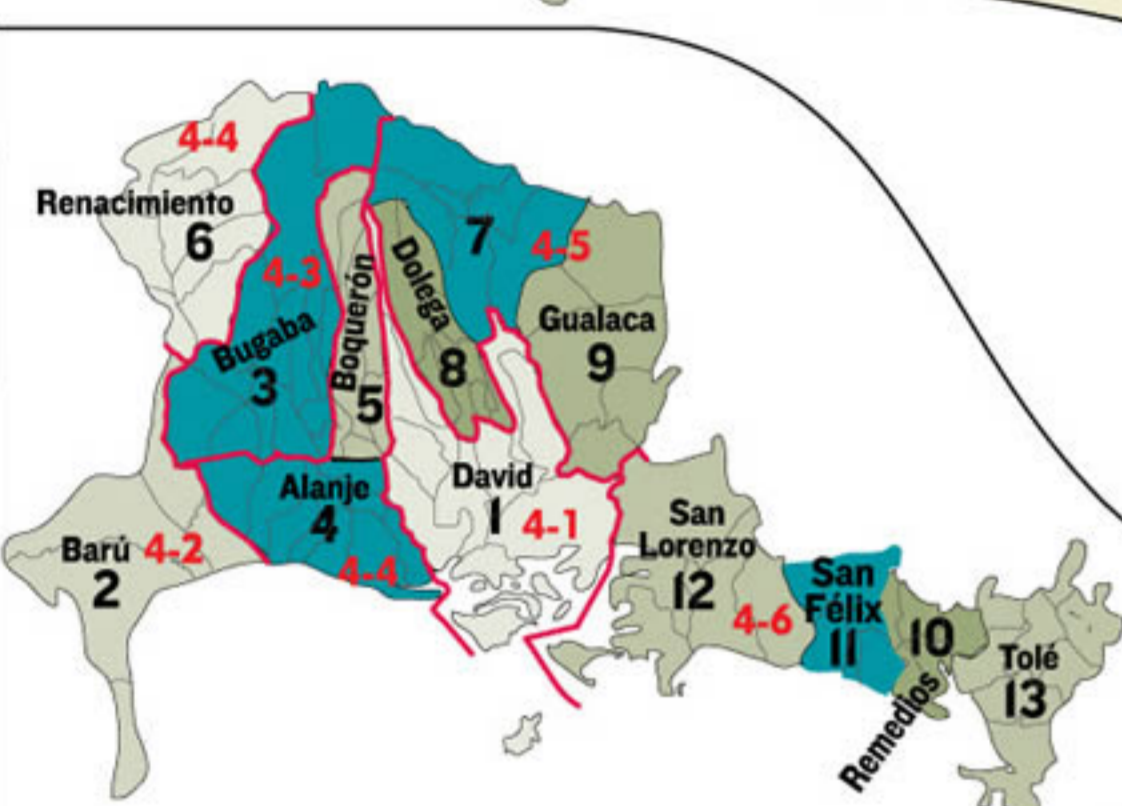 4-4
Renacimiento
6
4-3
Bugaba
3
Boquerón
5
Dolega
8
7
4-5
Gualaca
9
Alanje
4
4-4
David
1
4-1
Barú
2
4-2
San
Lorenzo
12
4-6
San
Félix
11
10
Remedios
Tolé
13